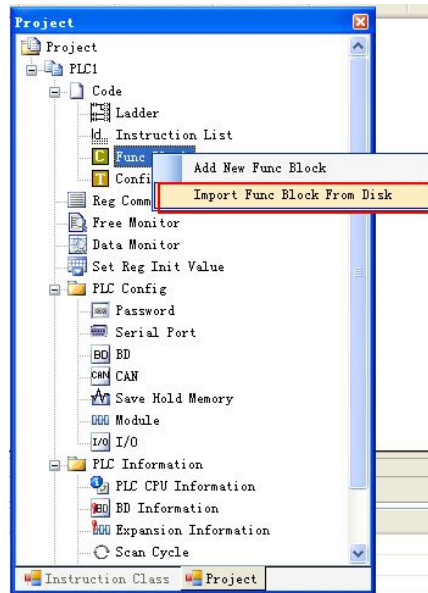 Project
Project
PLC1
Code
Ladder
Instruction List
Func
Add New Func Block
Confi
Import Func Block From Disk
Reg Comm
Free Monitor
Data Monitor
Set Reg Init Value
PLC Config
Password
Serial Port
BD BD
CAN CAN
Save Hold Memory
Module
I/O I/O
PLC Information
PLC CPU Information
BD BD Information
Expansion Information
Scan Cycle
Instruction Class Project